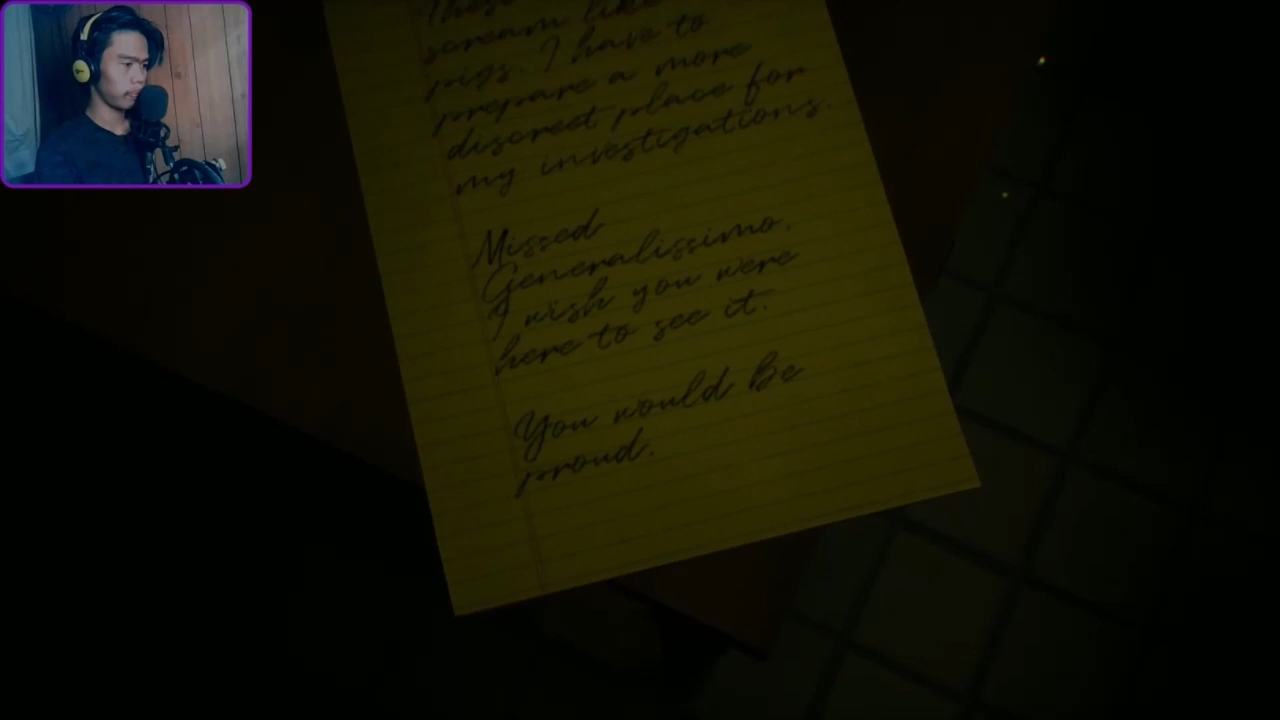 These
scream like
pigs. I have to
prepare a more
discreet place for
my investigations.
Missed
Generalissimo,
I wish you were
here to see it.
You would Be
proud.